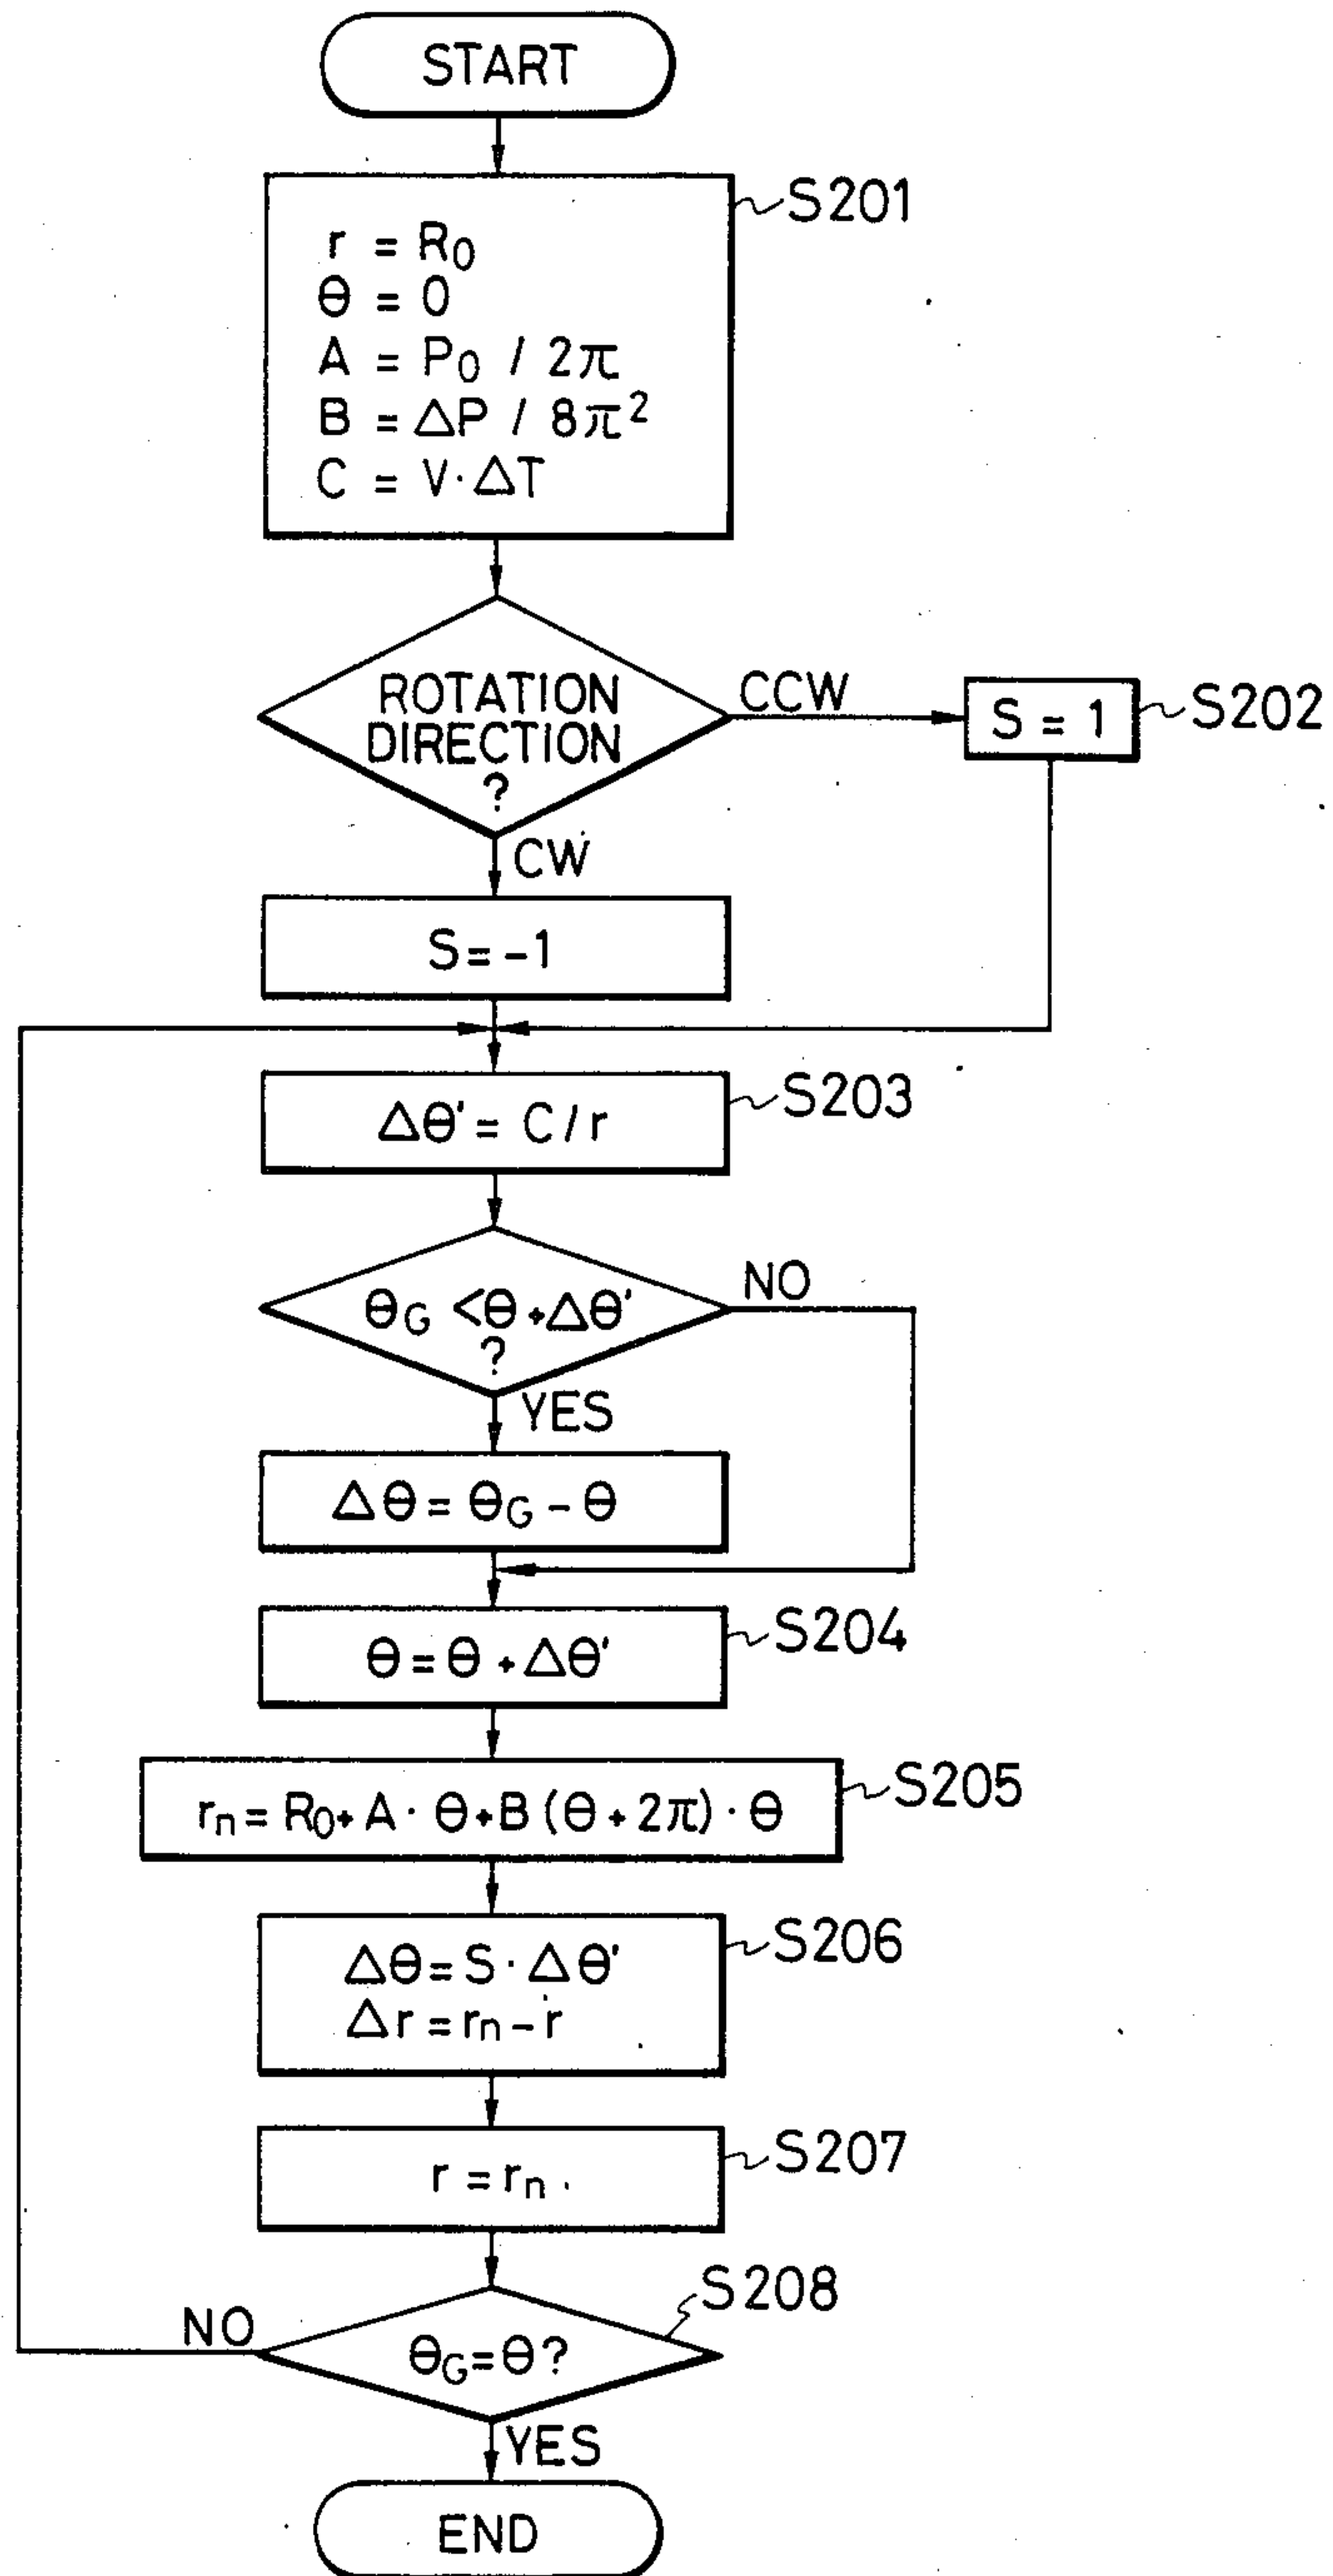 START
S201
r = R₀
θ = 0
A = P₀ / 2π
B = ΔP / 8π²
C = V·ΔT
ROTATION
DIRECTION
?
CCW
S = 1
S202
CW
S = -1
S203
Δθ' = C / r
θG < θ + Δθ'
?
NO
YES
Δθ = θG - θ
S204
θ = θ + Δθ'
S205
rn = R₀ + A · θ + B (θ + 2π) · θ
S206
Δθ = S · Δθ'
Δr = rn - r
S207
r = rn
S208
θG = θ?
NO
YES
END